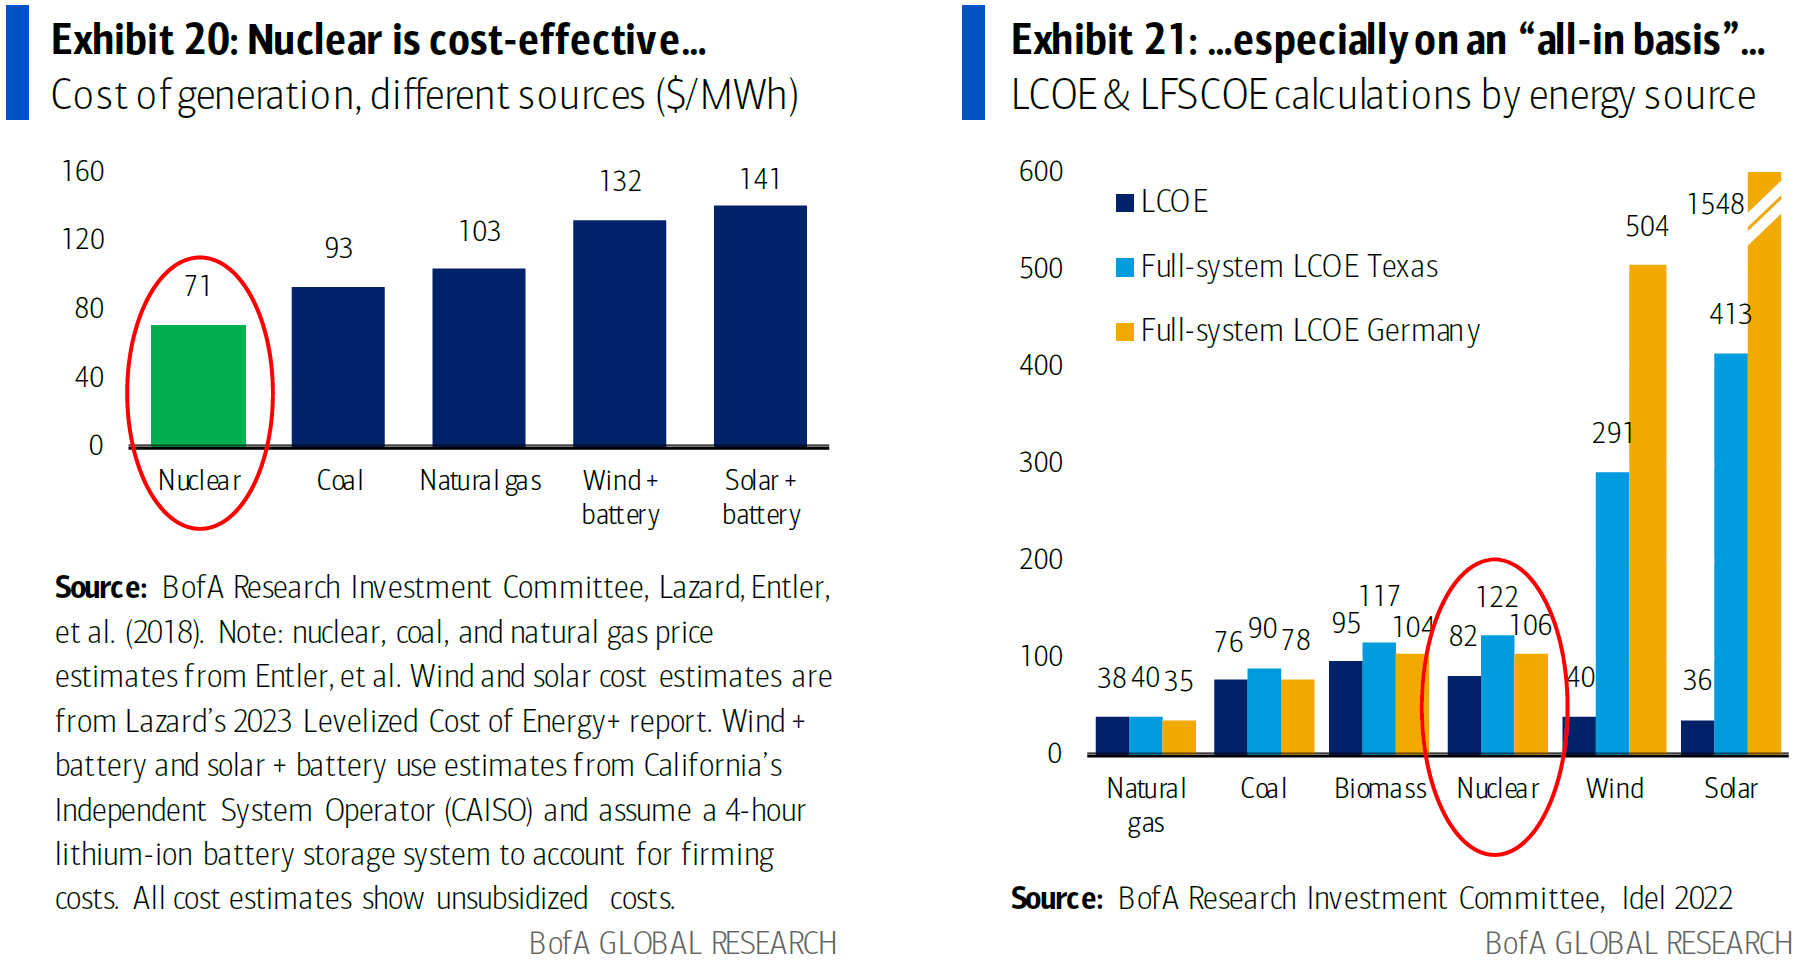 Exhibit 20: Nuclear is cost-effective...
Cost of generation, different sources ($/MWh)
160
120
80
40
0
71
93
103
132
141
Nuclear
Coal
Natural gas
Wind +
battery
Solar +
battery
Source: BofA Research Investment Committee, Lazard, Entler,
et al. (2018). Note: nuclear, coal, and natural gas price
estimates from Entler, et al. Wind and solar cost estimates are
from Lazard's 2023 Levelized Cost of Energy+ report. Wind +
battery and solar + battery use estimates from California's
Independent System Operator (CAISO) and assume a 4-hour
lithium-ion battery storage system to account for firming
costs. All cost estimates show unsubsidized costs.
BofA GLOBAL RESEARCH
Exhibit 21: ...especially on an “all-in basis”...
LCOE & LFSCOE calculations by energy source
600
500
400
300
200
100
0
LCOE
Full-system LCOE Texas
Full-system LCOE Germany
38
40
35
76
90
78
95
117
104
82
122
106
40
291
504
36
413
1548
Natural
gas
Coal
Biomass
Nuclear
Wind
Solar
Source: BofA Research Investment Committee, Idel 2022
BofA GLOBAL RESEARCH